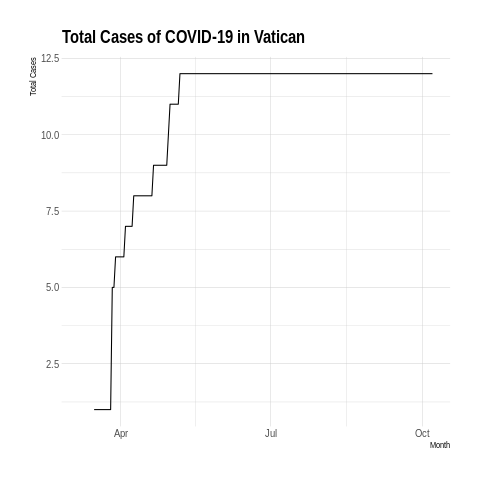 Total Cases of COVID-19 in Vatican
Total Cases
12.5
10.0
7.5
5.0
2.5
Apr
Jul
Oct
Month